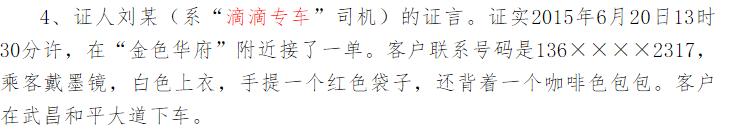 4、证人刘某（系“滴滴专车”司机）的证言。证实2015年6月20日13时
30分许，在“金色华府”附近接了一单。客户联系号码是136××××2317，
乘客戴墨镜，白色上衣，手提一个红色袋子，还背着一个咖啡色包包。客户
在武昌和平大道下车。